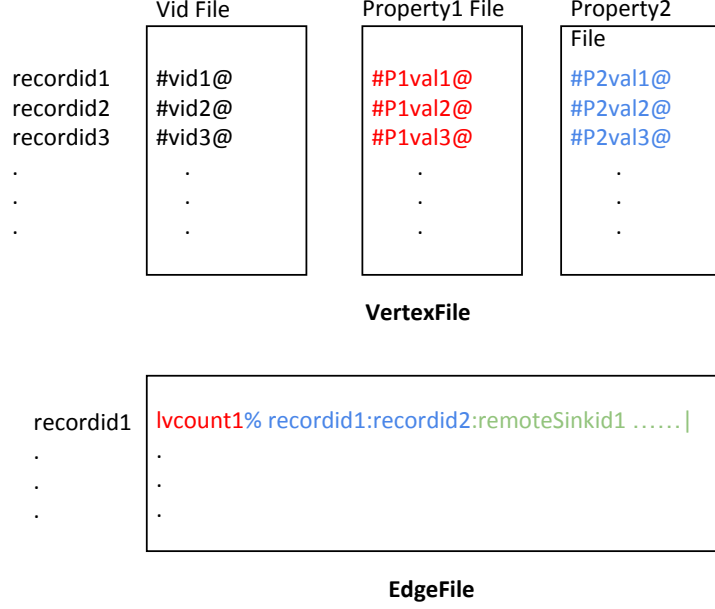 Vid File Property1 File Property2 File
recordid1 #vid1@ #P1val1@ #P2val1@
recordid2 #vid2@ #P1val2@ #P2val2@
recordid3 #vid3@ #P1val3@ #P2val3@
. . . .
. . . .
. . . .
VertexFile
recordid1 lvcount1% recordid1:recordid2:remoteSinkid1 ......|
. .
. .
. .
EdgeFile